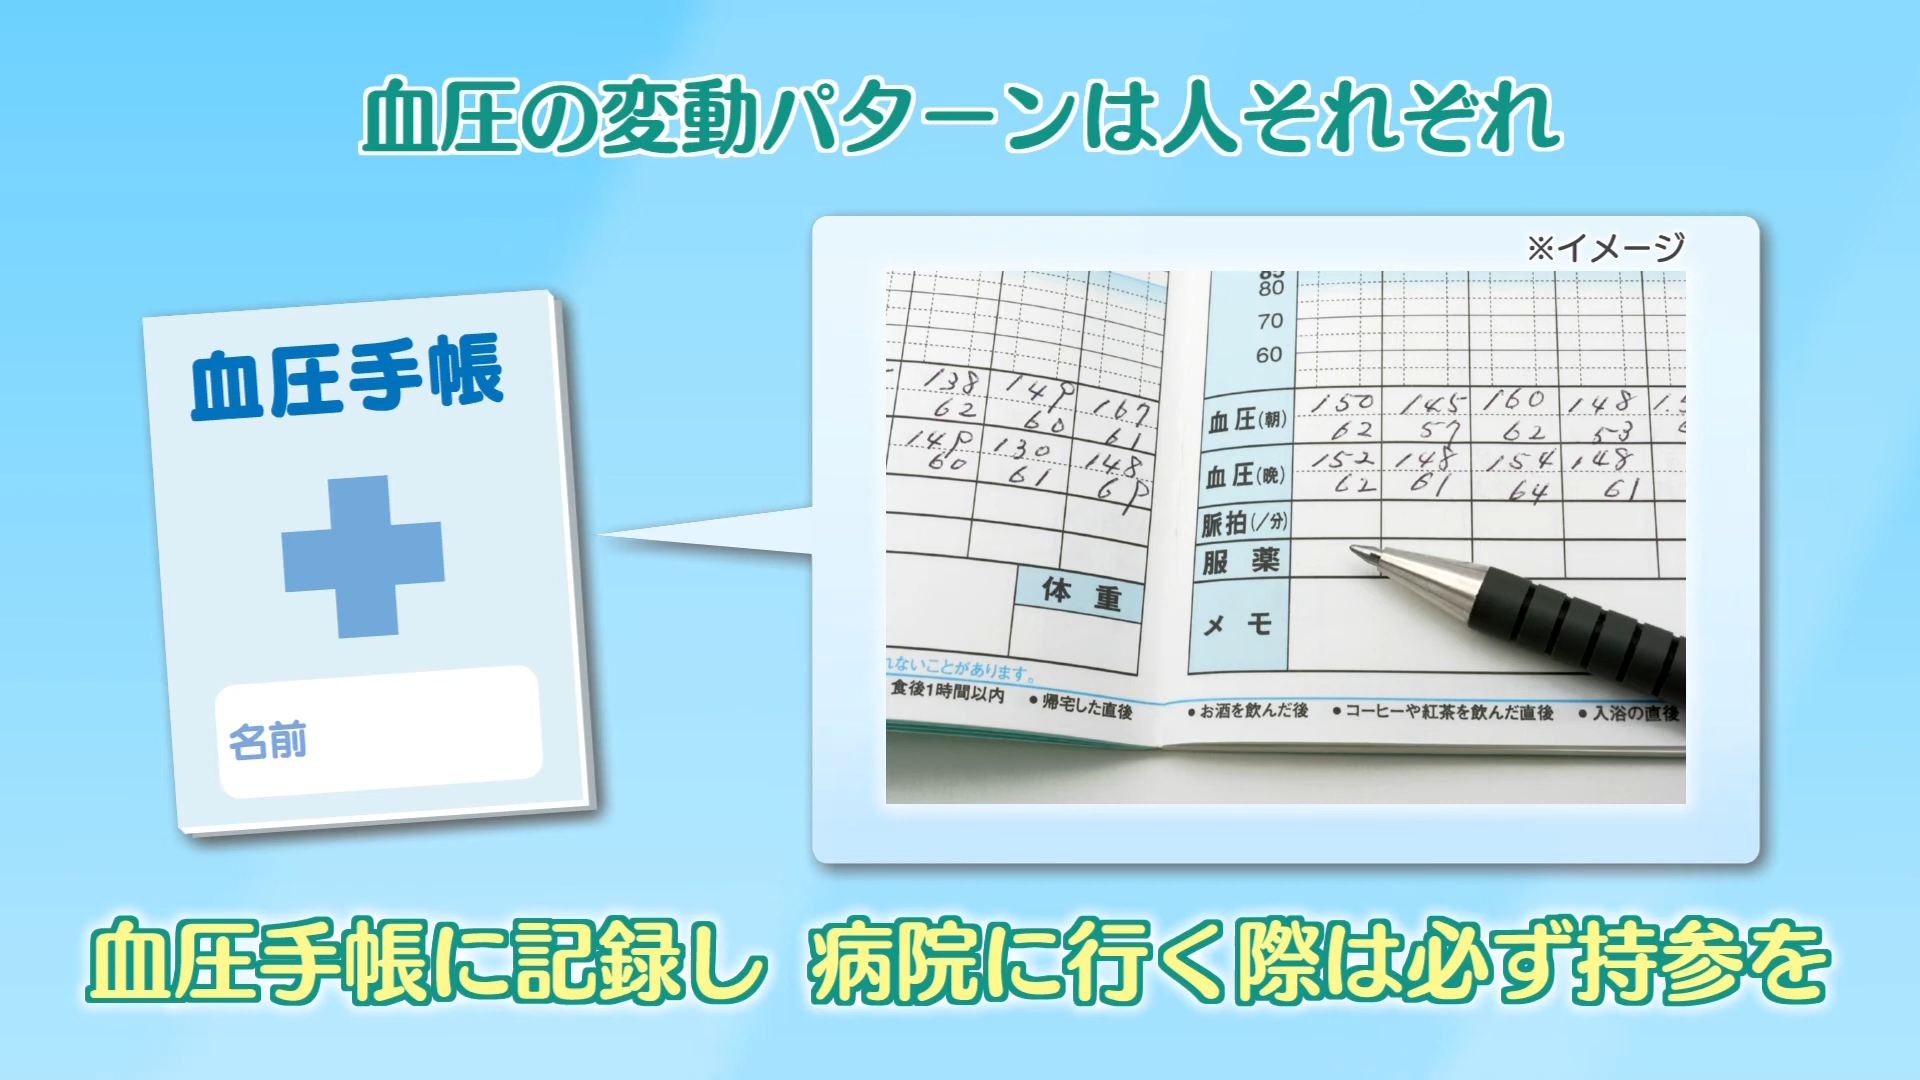 血圧の変動パターンは人それぞれ
※イメージ
血圧手帳
名前
80
70
60
138 149 167
62 60 61
149 130 148
60 61 69
体重
れないことがあります。
食後1時間以内 ●帰宅した直後
血圧(朝) 150 145 160 148
62 57 62 53
血圧(晩) 152 148 154 148
62 61 64 61
脈拍(/分)
服薬
メモ
●お酒を飲んだ後 ●コーヒーや紅茶を飲んだ直後 ●入浴の直後
血圧手帳に記録し 病院に行く際は必ず持参を